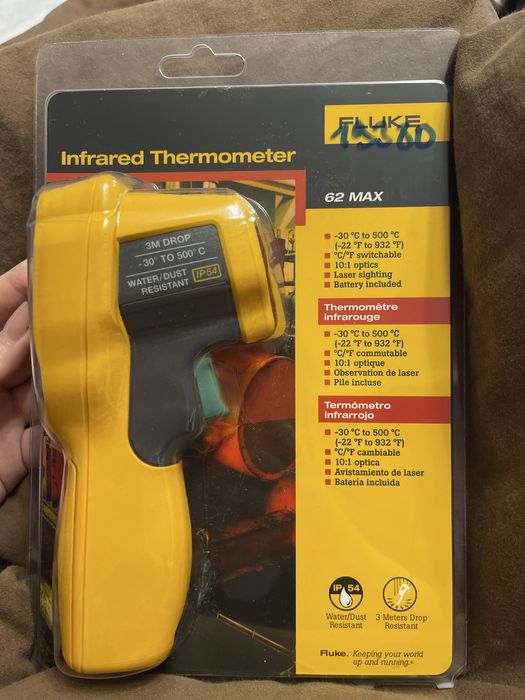 FLUKE
15380
Infrared Thermometer
62 MAX
3M DROP
-30° TO 500° C
WATER/DUST
RESISTANT IP54
-30 °C to 500 °C
(-22 °F to 932 °F)
°C/°F switchable
10:1 optics
Laser sighting
Battery included
Thermomètre
infrarouge
-30 °C to 500 °C
(-22 °F to 932 °F)
°C/°F commutable
10:1 optique
Observation de laser
Pile incluse
Termómetro
infrarrojo
-30 °C to 500 °C
(-22 °F to 932 °F)
°C/°F cambiable
10:1 optica
Avistamiento de laser
Batería incluida
IP 54
Water/Dust
Resistant
3 Meters Drop
Resistant
Fluke. Keeping your world
up and running.®